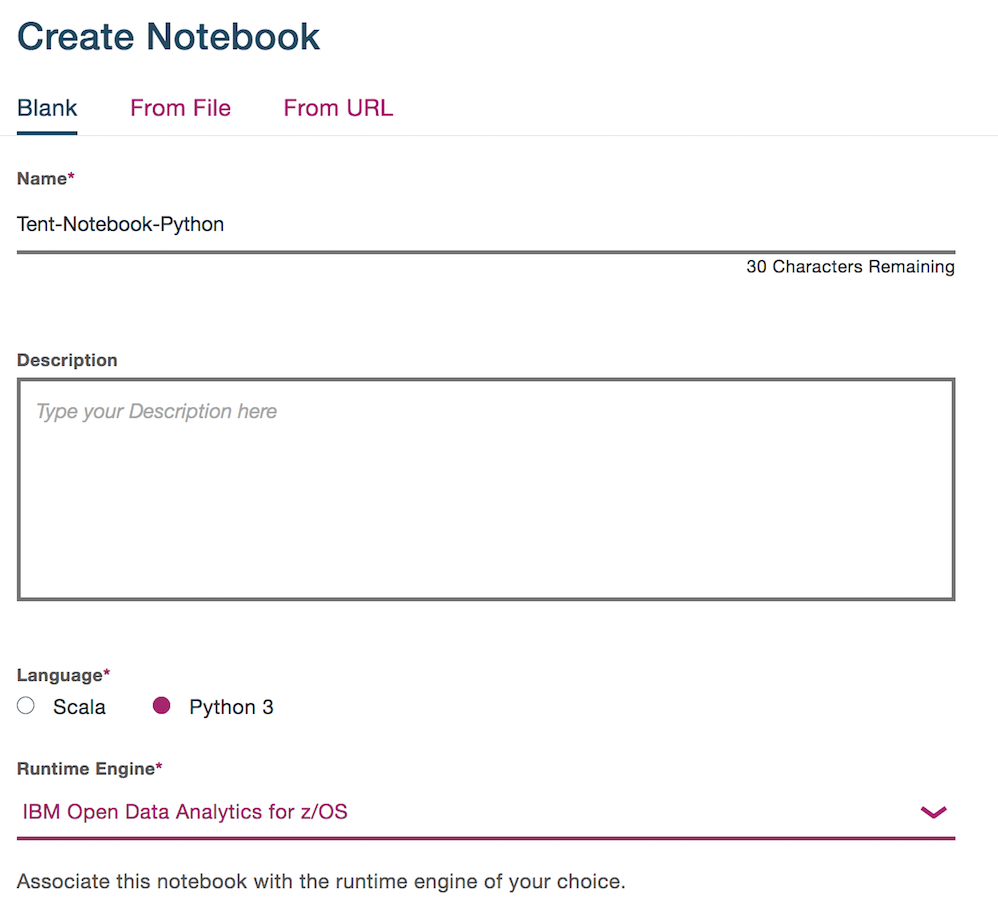 Create Notebook
Blank From File From URL
Name*
Tent-Notebook-Python
30 Characters Remaining
Description
Type your Description here
Language*
Scala Python 3
Runtime Engine*
IBM Open Data Analytics for z/OS
Associate this notebook with the runtime engine of your choice.